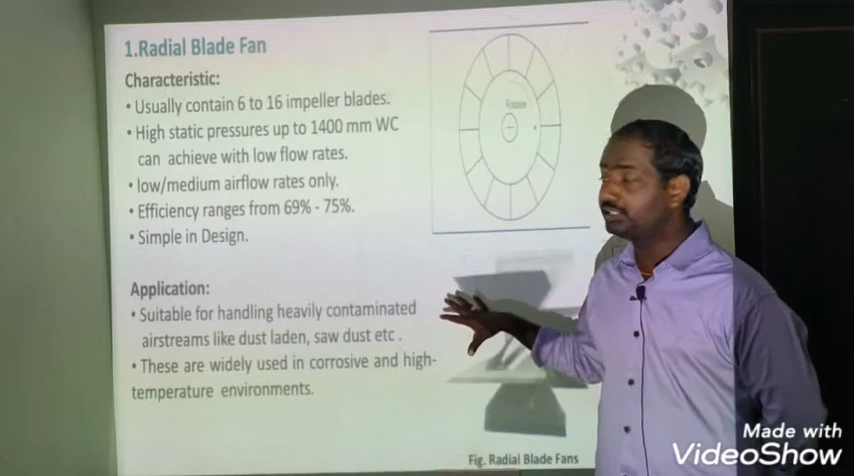 1.Radial Blade Fan
Characteristic:
• Usually contain 6 to 16 impeller blades.
• High static pressures up to 1400 mm WC
can achieve with low flow rates.
• low/medium airflow rates only.
• Efficiency ranges from 69% - 75%.
• Simple in Design.
Application:
• Suitable for handling heavily contaminated
airstreams like dust laden, saw dust etc .
• These are widely used in corrosive and high-
temperature environments.
Fig. Radial Blade Fans
Made with
VideoShow